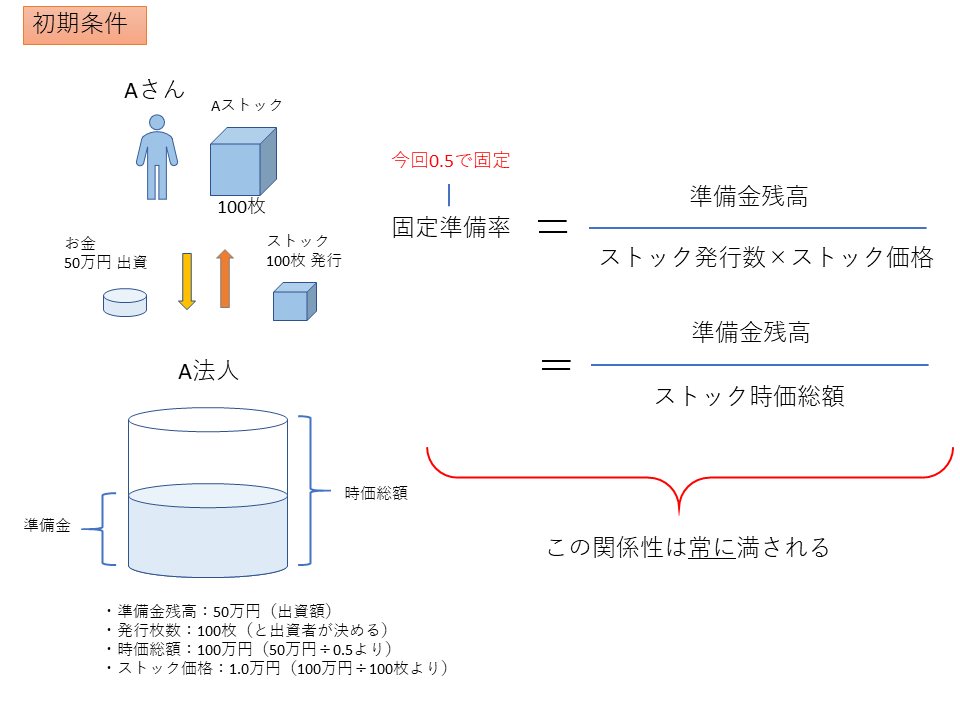 初期条件
Aさん
Aストック
100枚
お金
50万円 出資
ストック
100枚 発行
A法人
準備金
時価総額
今回0.5で固定
固定準備率
＝
準備金残高
ストック発行数×ストック価格
＝
準備金残高
ストック時価総額
この関係性は常に満される
・準備金残高：50万円（出資額）
・発行枚数：100枚（と出資者が決める）
・時価総額：100万円（50万円÷0.5より）
・ストック価格：1.0万円（100万円÷100枚より）